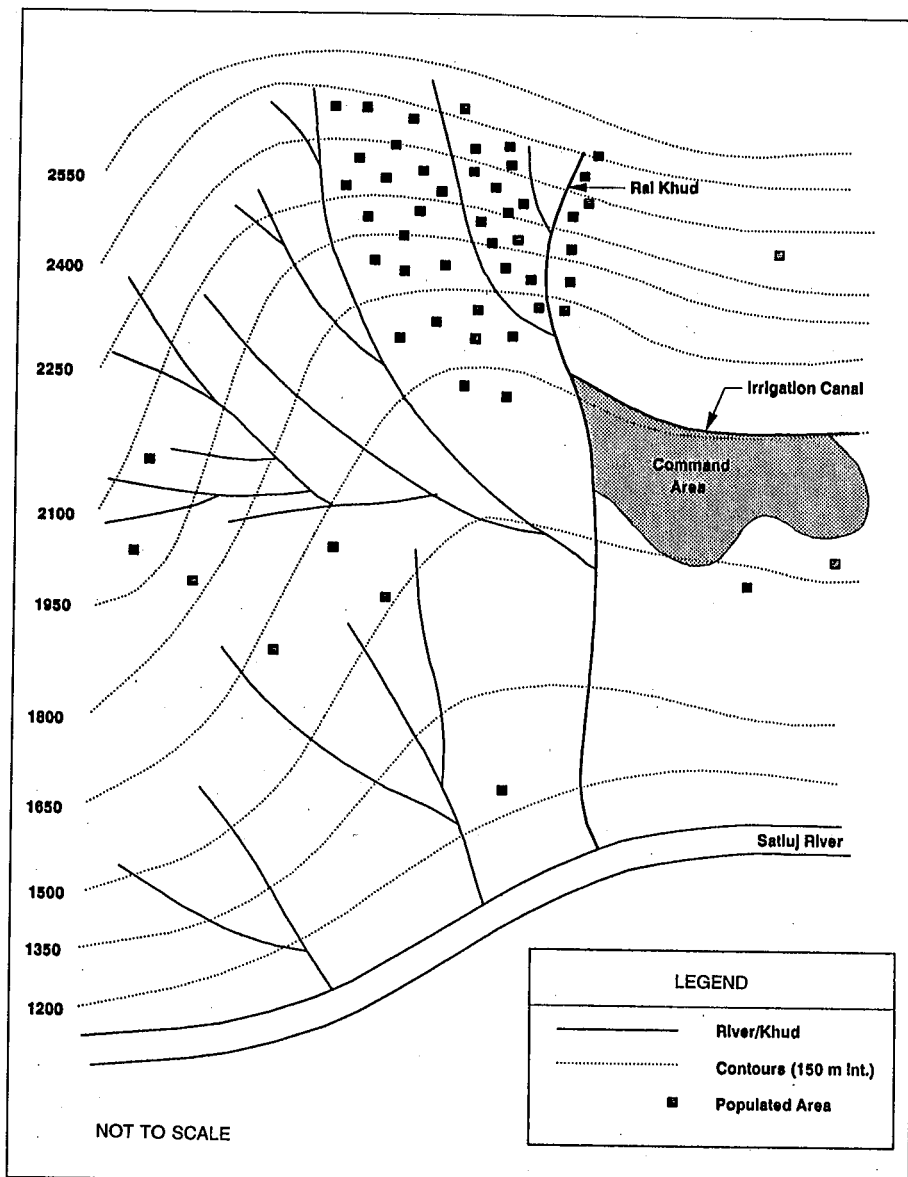 2550
Ral Khud
2400
2250
Irrigation Canal
Command
Area
2100
1950
1800
1650
Satluj River
1500
1350
1200
LEGEND
River/Khud
Contours (150 m Int.)
Populated Area
NOT TO SCALE